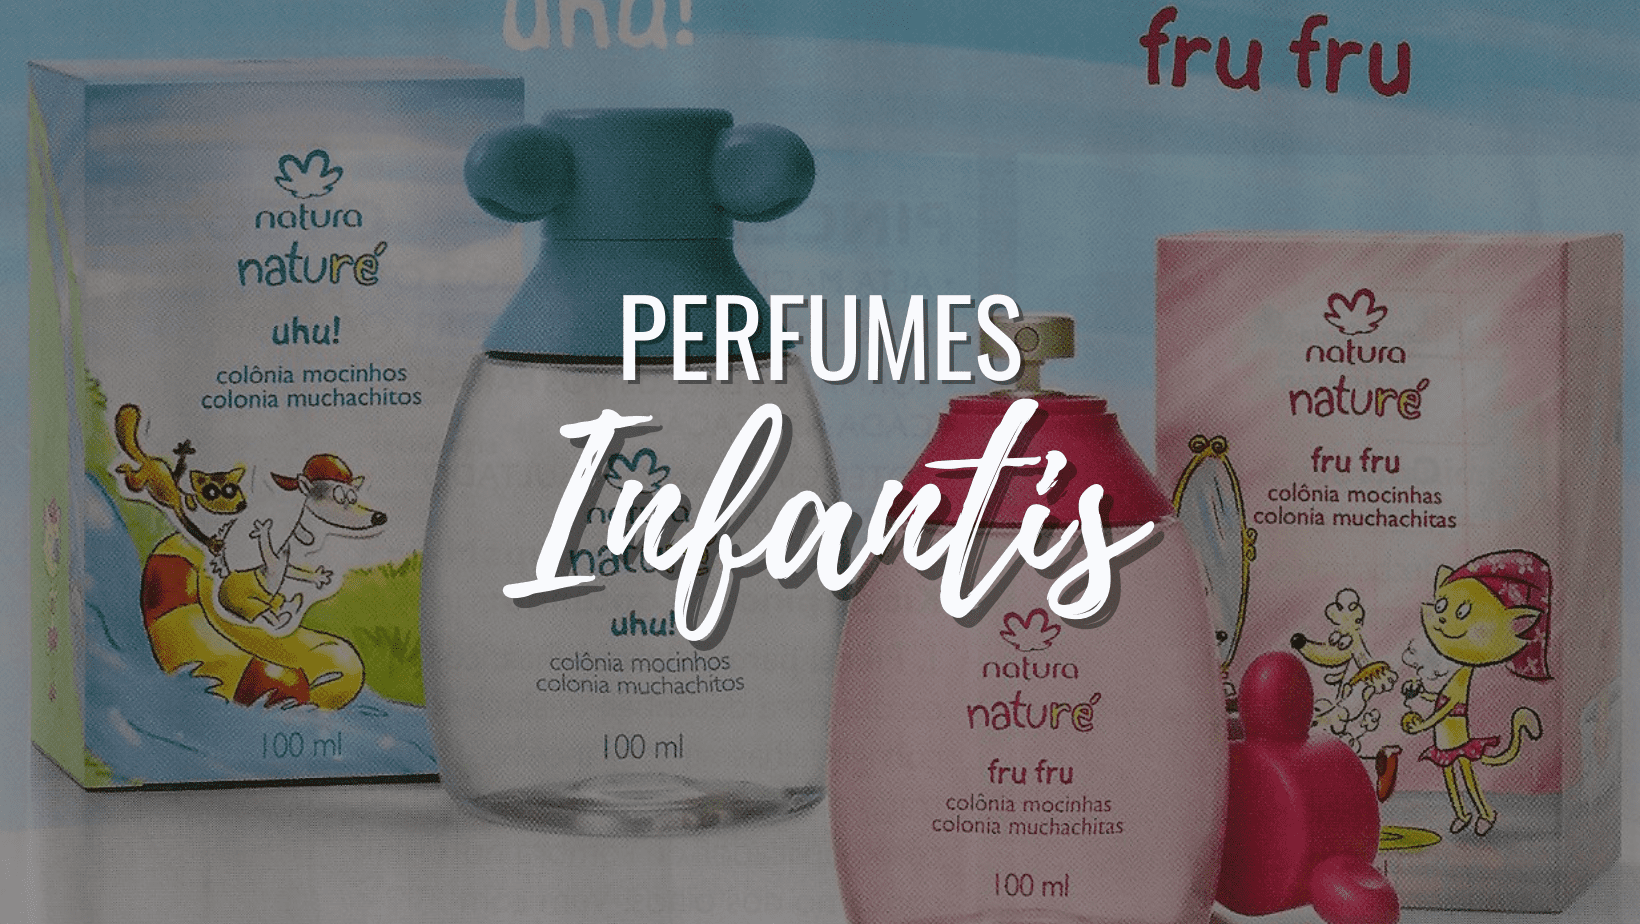 uhu!
fru fru
natura
naturé
uhu!
colônia mocinhos
colonia muchachitos
100 ml
PERFUMES
Infantis
natura
naturé
uhu!
colônia mocinhos
colonia muchachitos
100 ml
natura
naturé
fru fru
colônia mocinhas
colonia muchachitas
100 ml
natura
naturé
fru fru
colônia mocinhas
colonia muchachitas